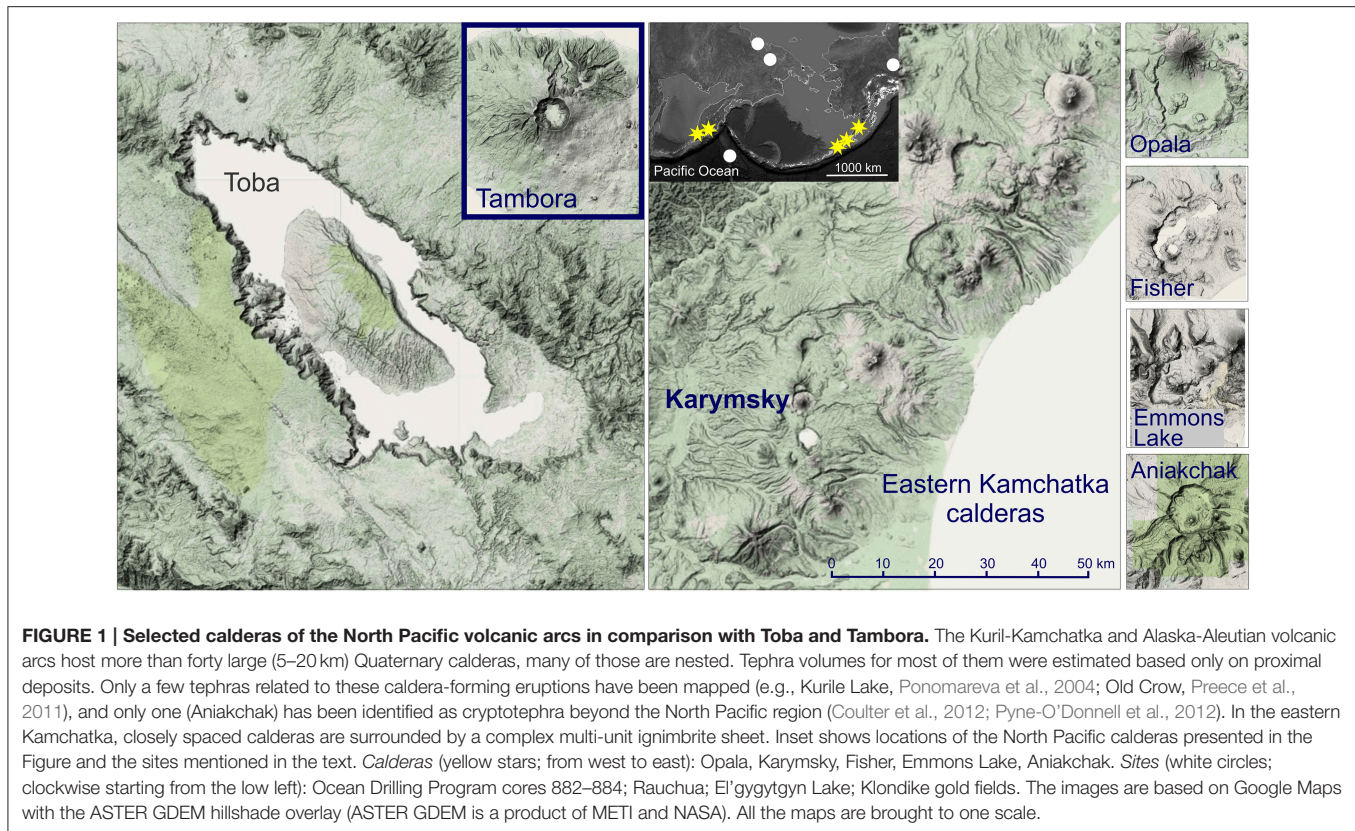 Toba
Tambora
Pacific Ocean
1000 km
Karymsky
Eastern Kamchatka
calderas
0 10 20 30 40 50 km
Opala
Fisher
Emmons
Lake
Aniakchak
FIGURE 1 | Selected calderas of the North Pacific volcanic arcs in comparison with Toba and Tambora. The Kuril-Kamchatka and Alaska-Aleutian volcanic
arcs host more than forty large (5–20 km) Quaternary calderas, many of those are nested. Tephra volumes for most of them were estimated based only on proximal
deposits. Only a few tephras related to these caldera-forming eruptions have been mapped (e.g., Kurile Lake, Ponomareva et al., 2004; Old Crow, Preece et al.,
2011), and only one (Aniakchak) has been identified as cryptotephra beyond the North Pacific region (Coulter et al., 2012; Pyne-O'Donnell et al., 2012). In the eastern
Kamchatka, closely spaced calderas are surrounded by a complex multi-unit ignimbrite sheet. Inset shows locations of the North Pacific calderas presented in the
Figure and the sites mentioned in the text. Calderas (yellow stars; from west to east): Opala, Karymsky, Fisher, Emmons Lake, Aniakchak. Sites (white circles;
clockwise starting from the low left): Ocean Drilling Program cores 882–884; Rauchua; El'gygytgyn Lake; Klondike gold fields. The images are based on Google Maps
with the ASTER GDEM hillshade overlay (ASTER GDEM is a product of METI and NASA). All the maps are brought to one scale.